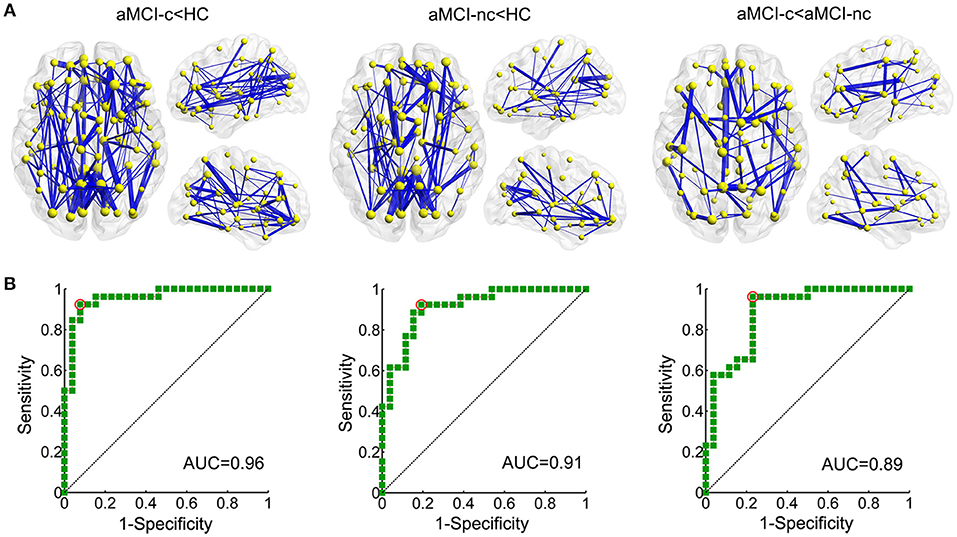 A
aMCI-c<HC
aMCI-nc<HC
aMCI-c<aMCI-nc
B
1
0.8
0.6
0.4
0.2
0
Sensitivity
AUC=0.96
0 0.2 0.4 0.6 0.8 1
1-Specificity
1
0.8
0.6
0.4
0.2
0
Sensitivity
AUC=0.91
0 0.2 0.4 0.6 0.8 1
1-Specificity
1
0.8
0.6
0.4
0.2
0
Sensitivity
AUC=0.89
0 0.2 0.4 0.6 0.8 1
1-Specificity